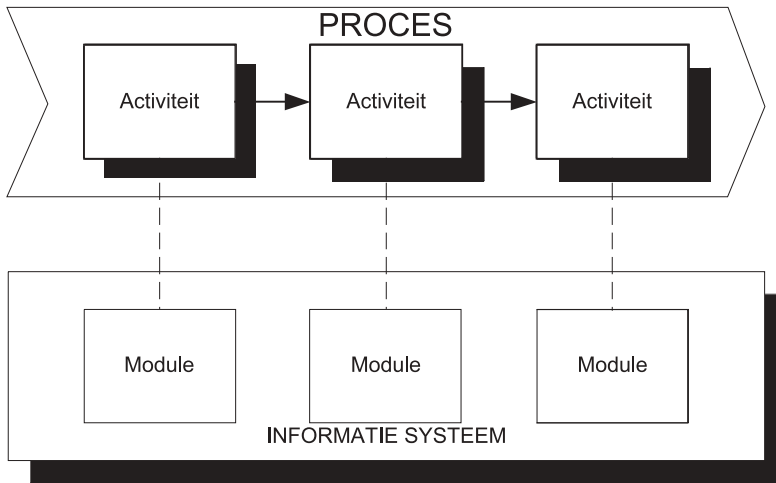 PROCES
Activiteit
Activiteit
Activiteit
Module
Module
Module
INFORMATIE SYSTEEM